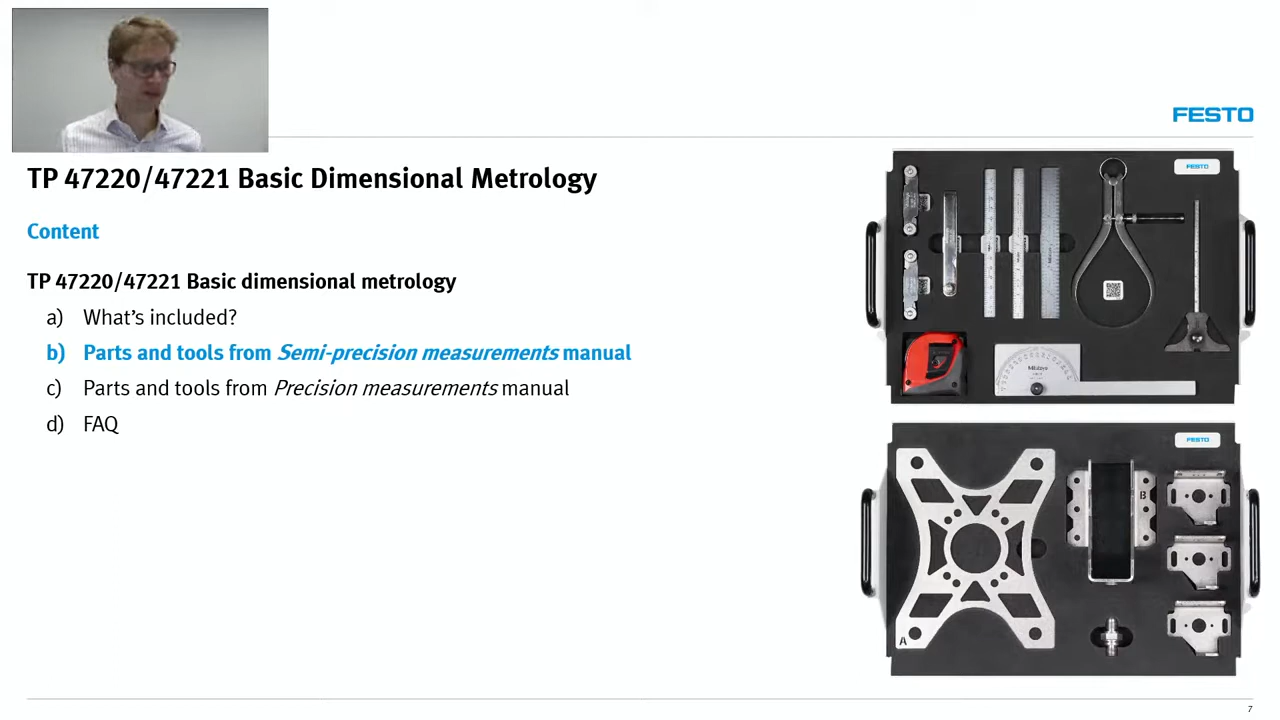 FESTO
TP 47220/47221 Basic Dimensional Metrology
Content
TP 47220/47221 Basic dimensional metrology
a) What's included?
b) Parts and tools from Semi-precision measurements manual
c) Parts and tools from Precision measurements manual
d) FAQ
FESTO
Mitutoyo
FESTO
B
A
7